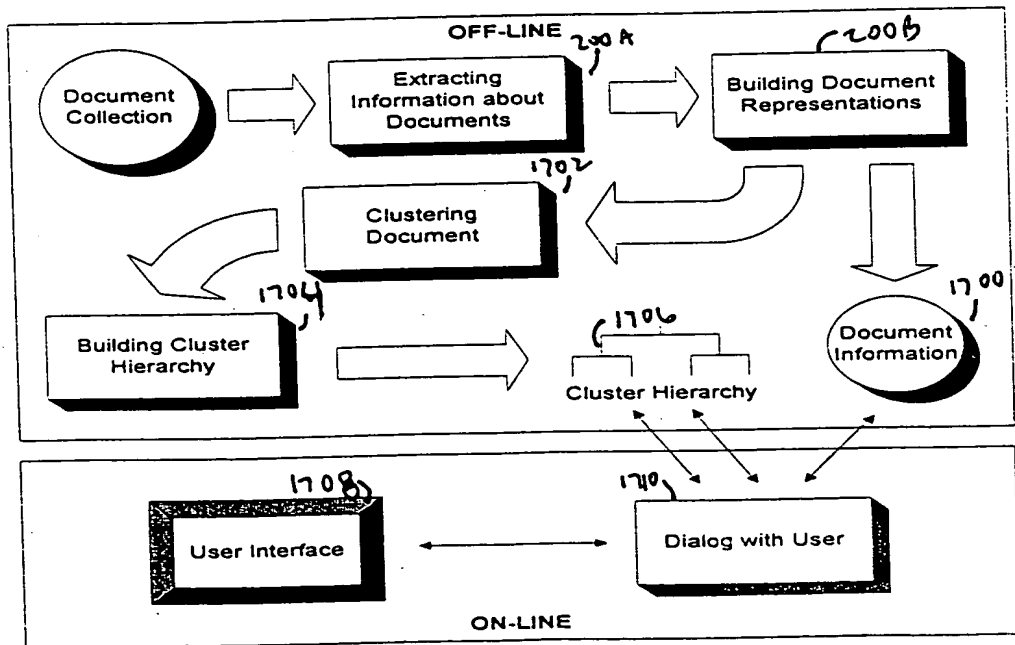 OFF-LINE
200A
200B
Document
Collection
Extracting
Information about
Documents
Building Document
Representations
1702
Clustering
Document
1704
Building Cluster
Hierarchy
1706
Cluster Hierarchy
1700
Document
Information
1708
User Interface
1710
Dialog with User
ON-LINE